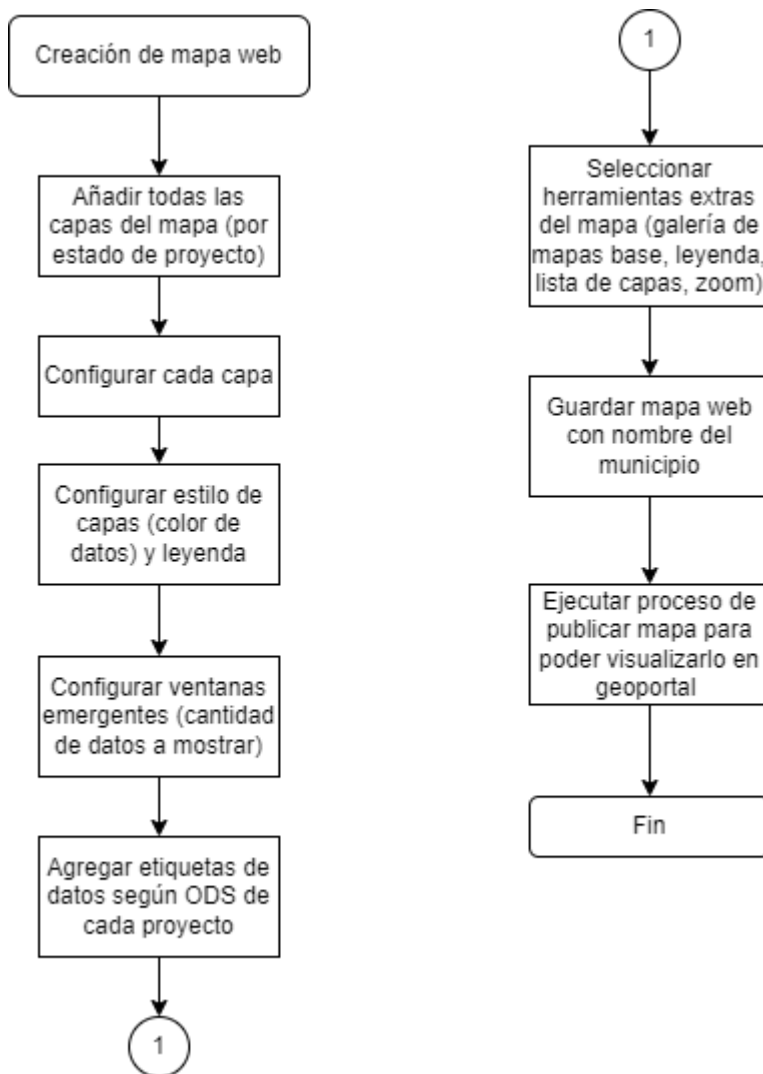 Creación de mapa web
Añadir todas las
capas del mapa (por
estado de proyecto)
Configurar cada capa
Configurar estilo de
capas (color de
datos) y leyenda
Configurar ventanas
emergentes (cantidad
de datos a mostrar)
Agregar etiquetas de
datos según ODS de
cada proyecto
1
1
Seleccionar
herramientas extras
del mapa (galería de
mapas base, leyenda,
lista de capas, zoom)
Guardar mapa web
con nombre del
municipio
Ejecutar proceso de
publicar mapa para
poder visualizarlo en
geoportal
Fin